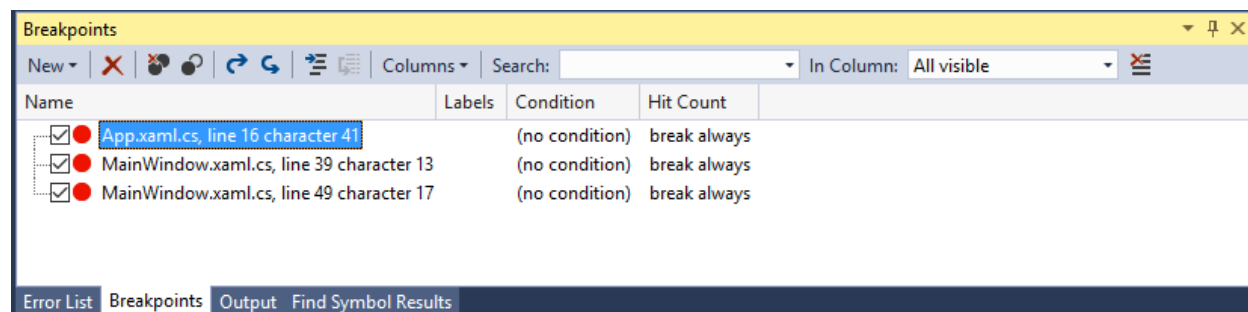 Breakpoints
New Columns Search: In Column: All visible
Name Labels Condition Hit Count
App.xaml.cs, line 16 character 41 (no condition) break always
MainWindow.xaml.cs, line 39 character 13 (no condition) break always
MainWindow.xaml.cs, line 49 character 17 (no condition) break always
Error List Breakpoints Output Find Symbol Results